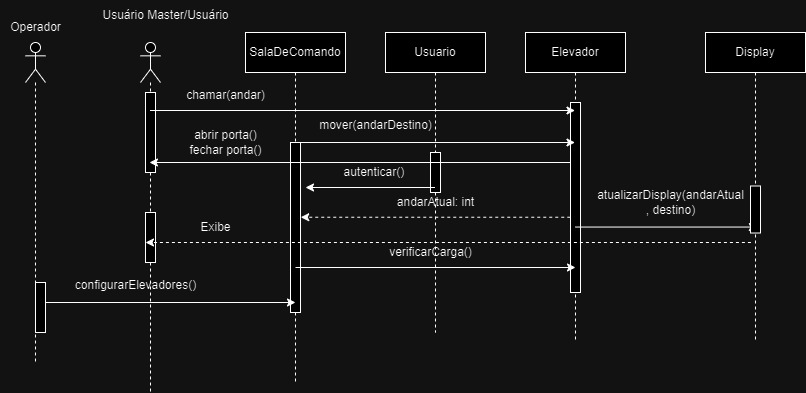 Usuário Master/Usuário
Operador
SalaDeComando
Usuario
Elevador
Display
chamar(andar)
mover(andarDestino)
abrir porta()
fechar porta()
autenticar()
atualizarDisplay(andarAtual
, destino)
andarAtual: int
Exibe
verificarCarga()
configurarElevadores()